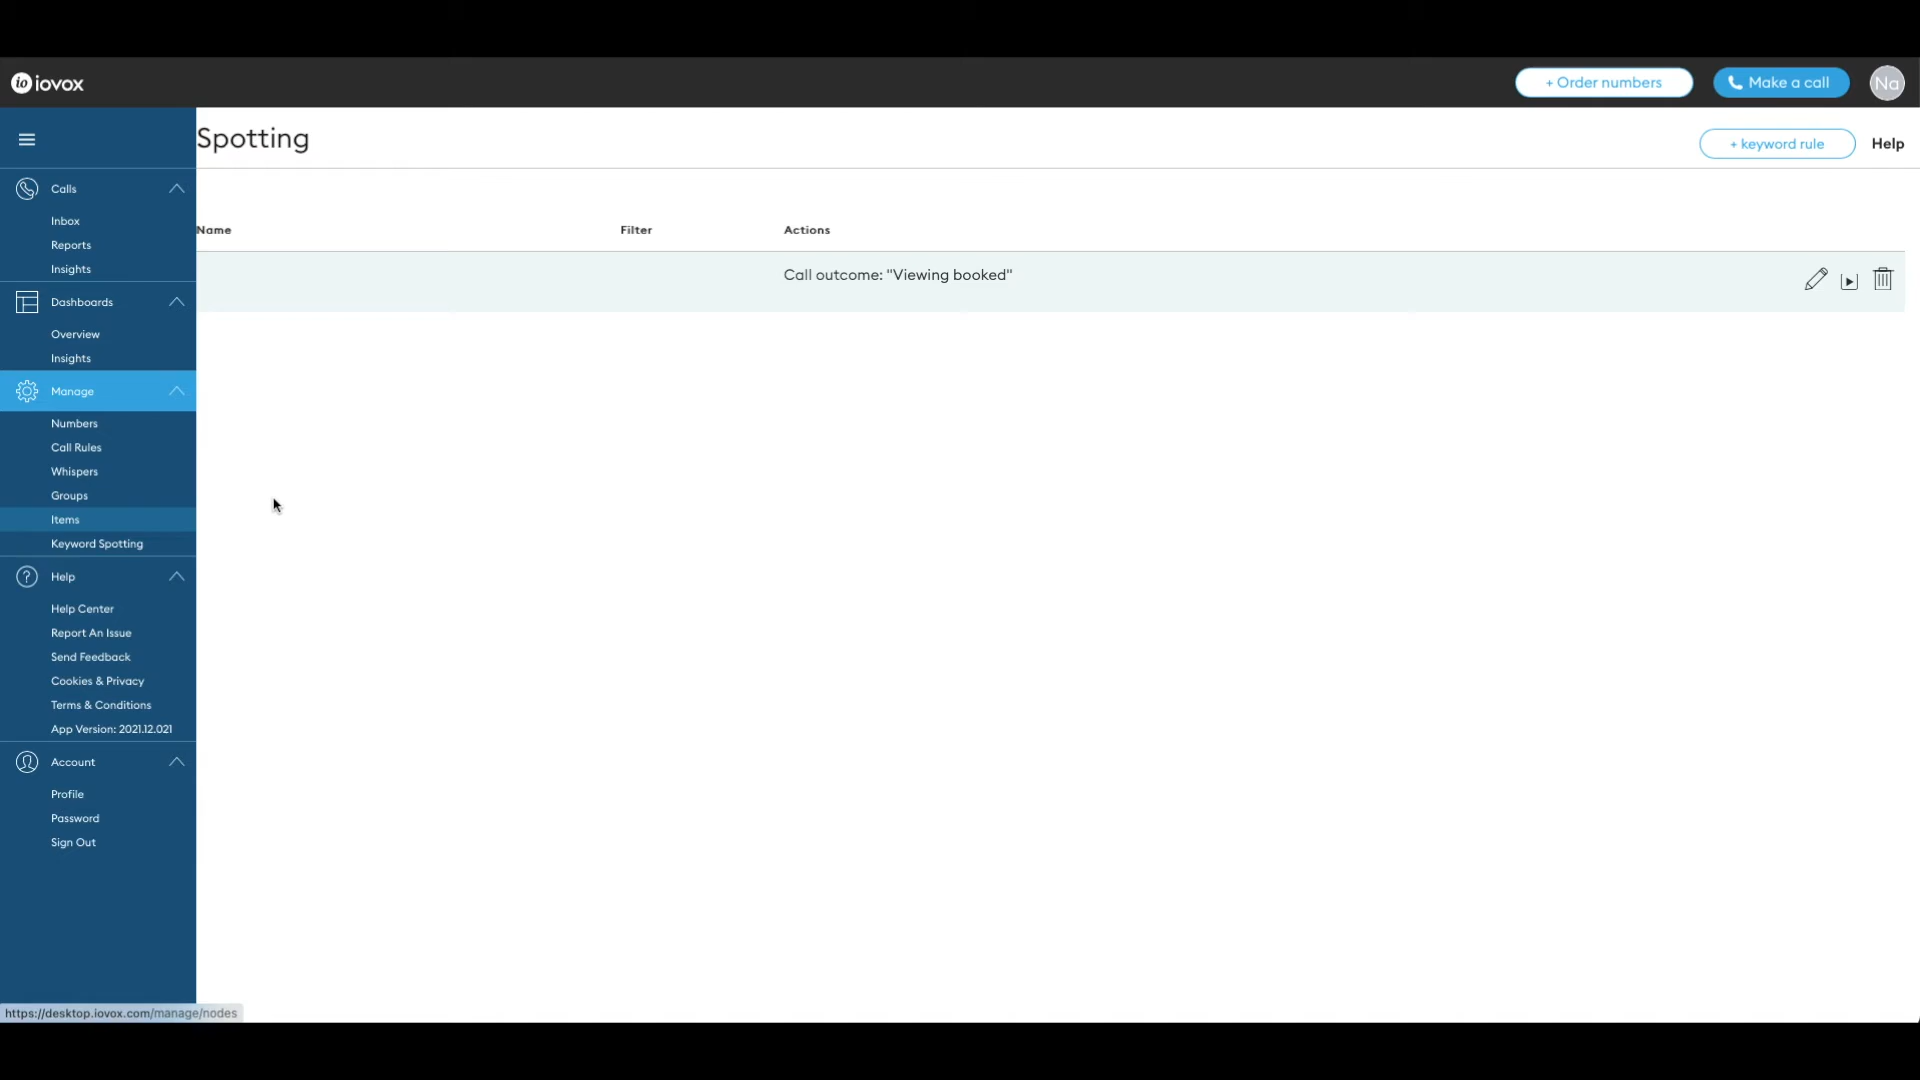 io iovox
+ Order numbers
Make a call
Na
Spotting
+ keyword rule
Help
Calls
Inbox
Reports
Insights
Dashboards
Overview
Insights
Manage
Numbers
Call Rules
Whispers
Groups
Items
Keyword Spotting
Help
Help Center
Report An Issue
Send Feedback
Cookies & Privacy
Terms & Conditions
App Version: 2021.12.021
Account
Profile
Password
Sign Out
Name
Filter
Actions
Call outcome: "Viewing booked"
https://desktop.iovox.com/manage/nodes